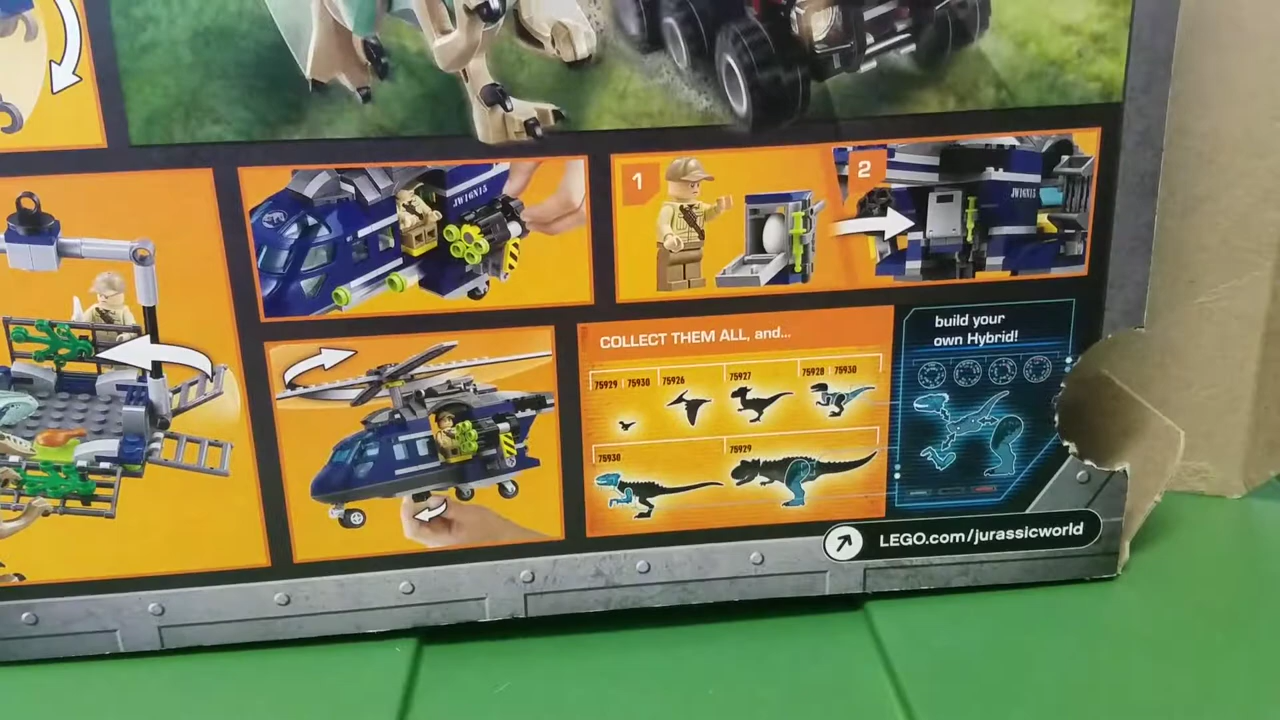 JW16N15
1
2
JW16N15
COLLECT THEM ALL, and...
75929 75930 75926 75927 75928 75930
75930 75929
build your
own Hybrid!
LEGO.com/jurassicworld